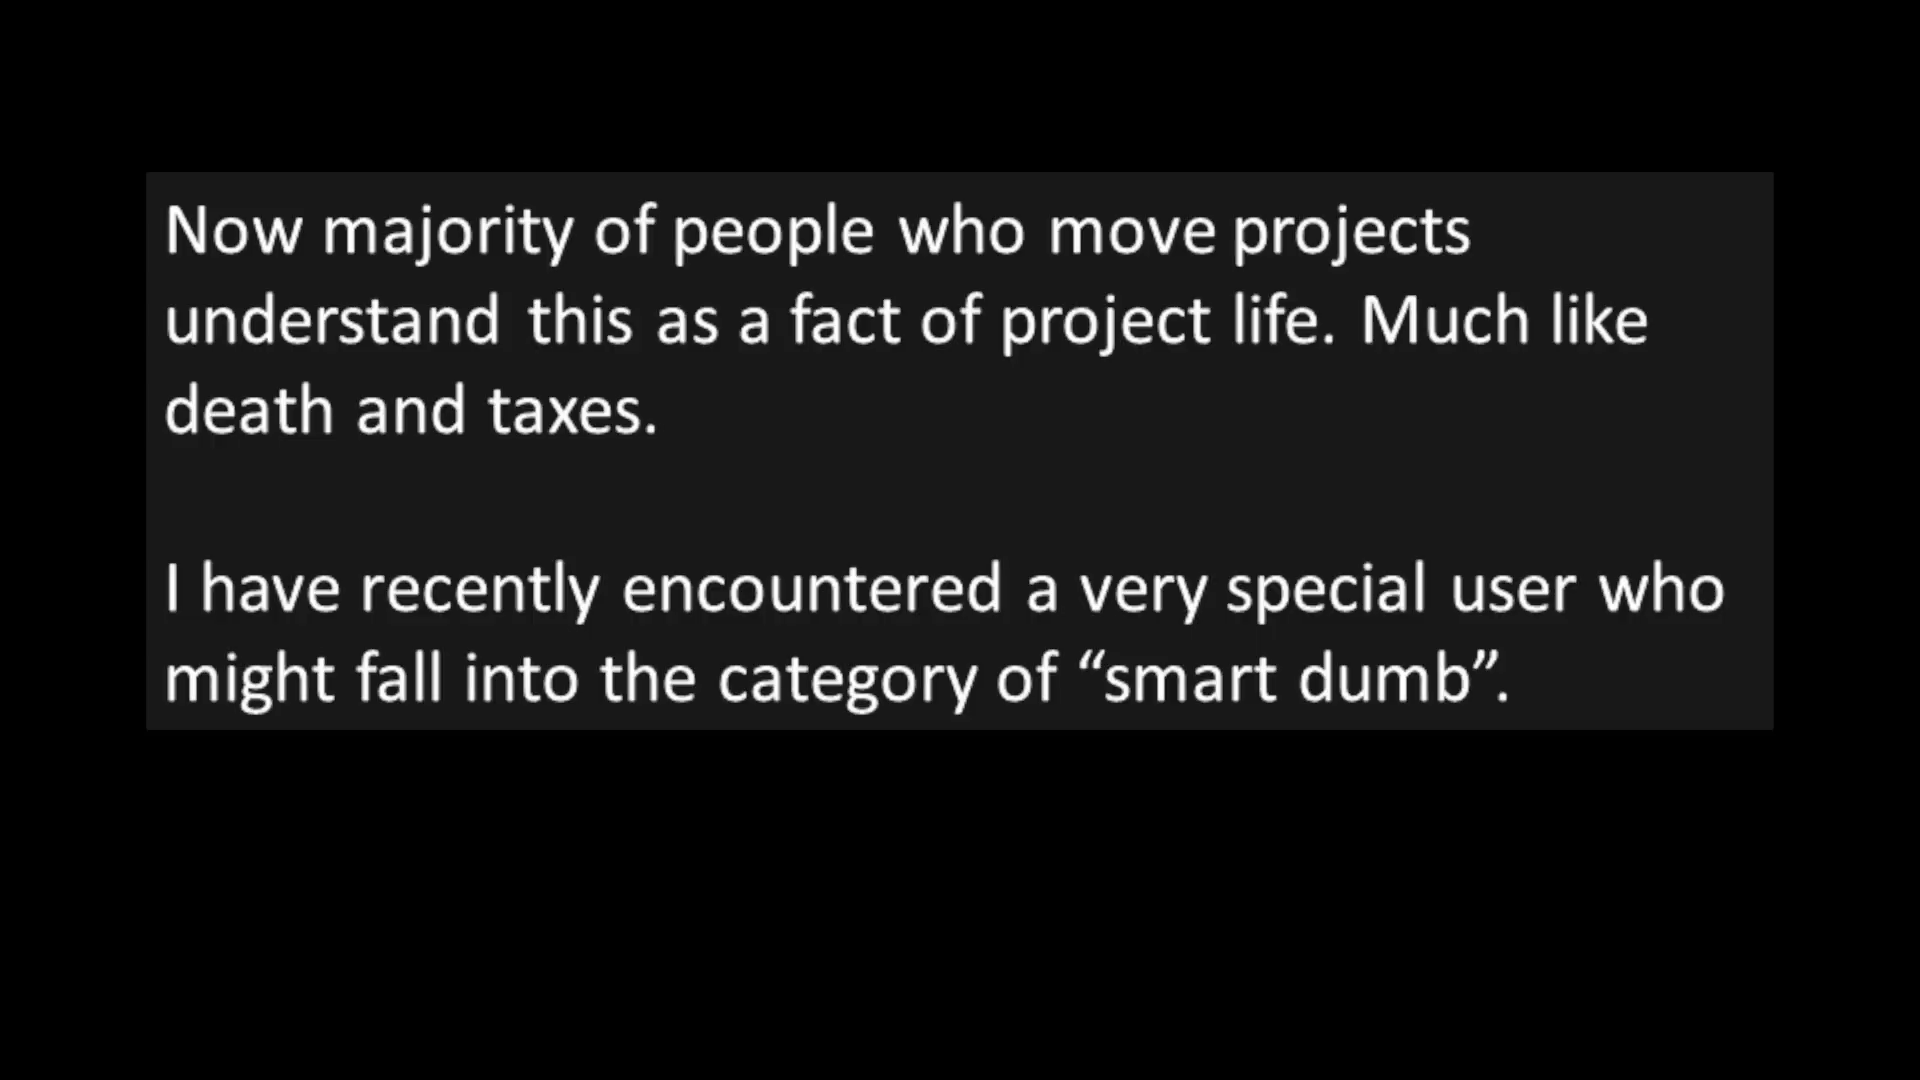 Now majority of people who move projects
understand this as a fact of project life. Much like
death and taxes.
I have recently encountered a very special user who
might fall into the category of “smart dumb”.